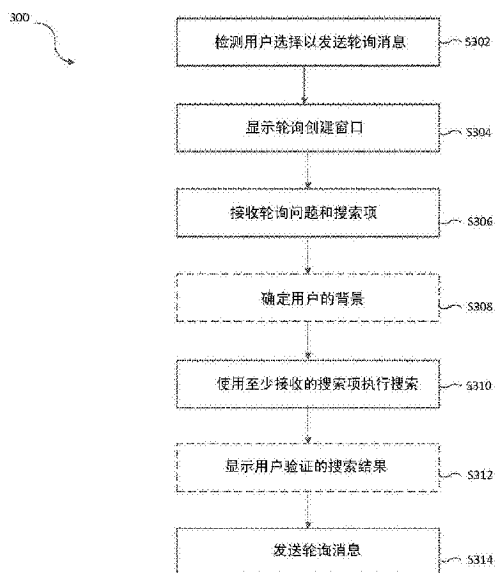 300
检测用户选择以发送轮询消息
S302
显示轮询创建窗口
S304
接收轮询问题和搜索项
S306
确定用户的背景
S308
使用至少接收的搜索项执行搜索
S310
显示用户验证的搜索结果
S312
发送轮询消息
S314